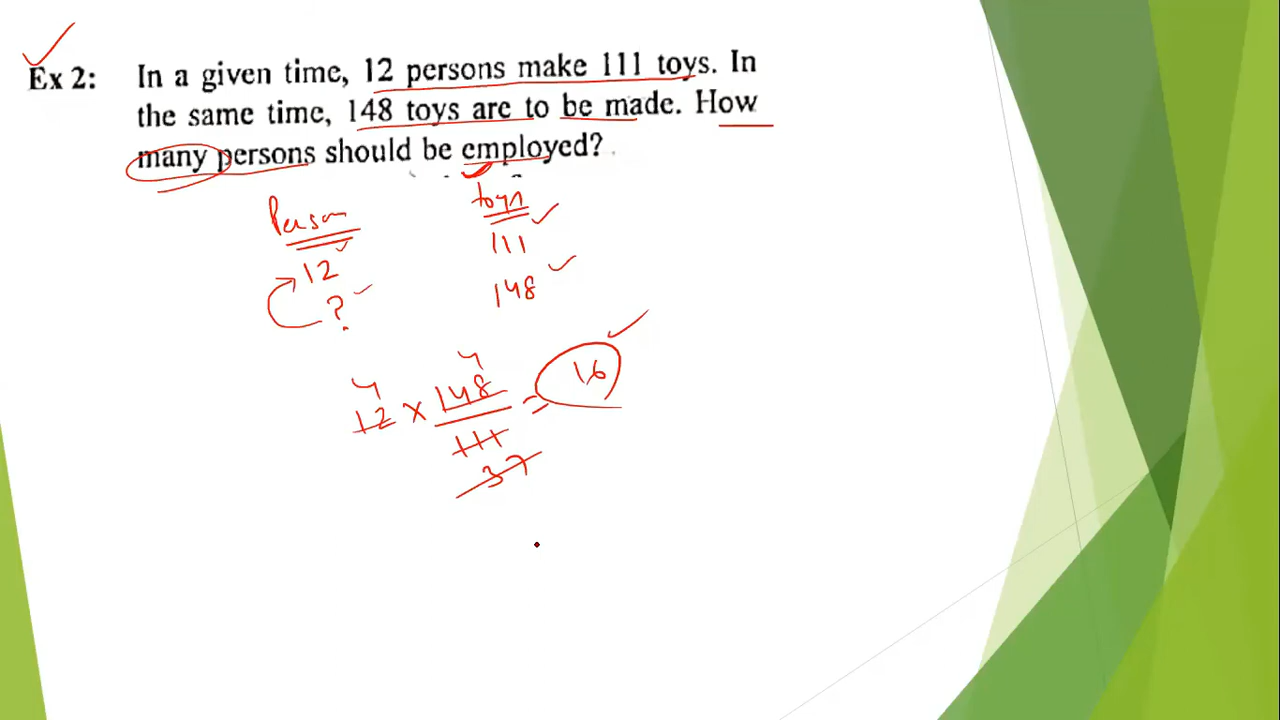 Ex 2: In a given time, 12 persons make 111 toys. In
the same time, 148 toys are to be made. How
many persons should be employed?
Person toys
12 111
? 148
4 4
12 × 148 = 16
111
37